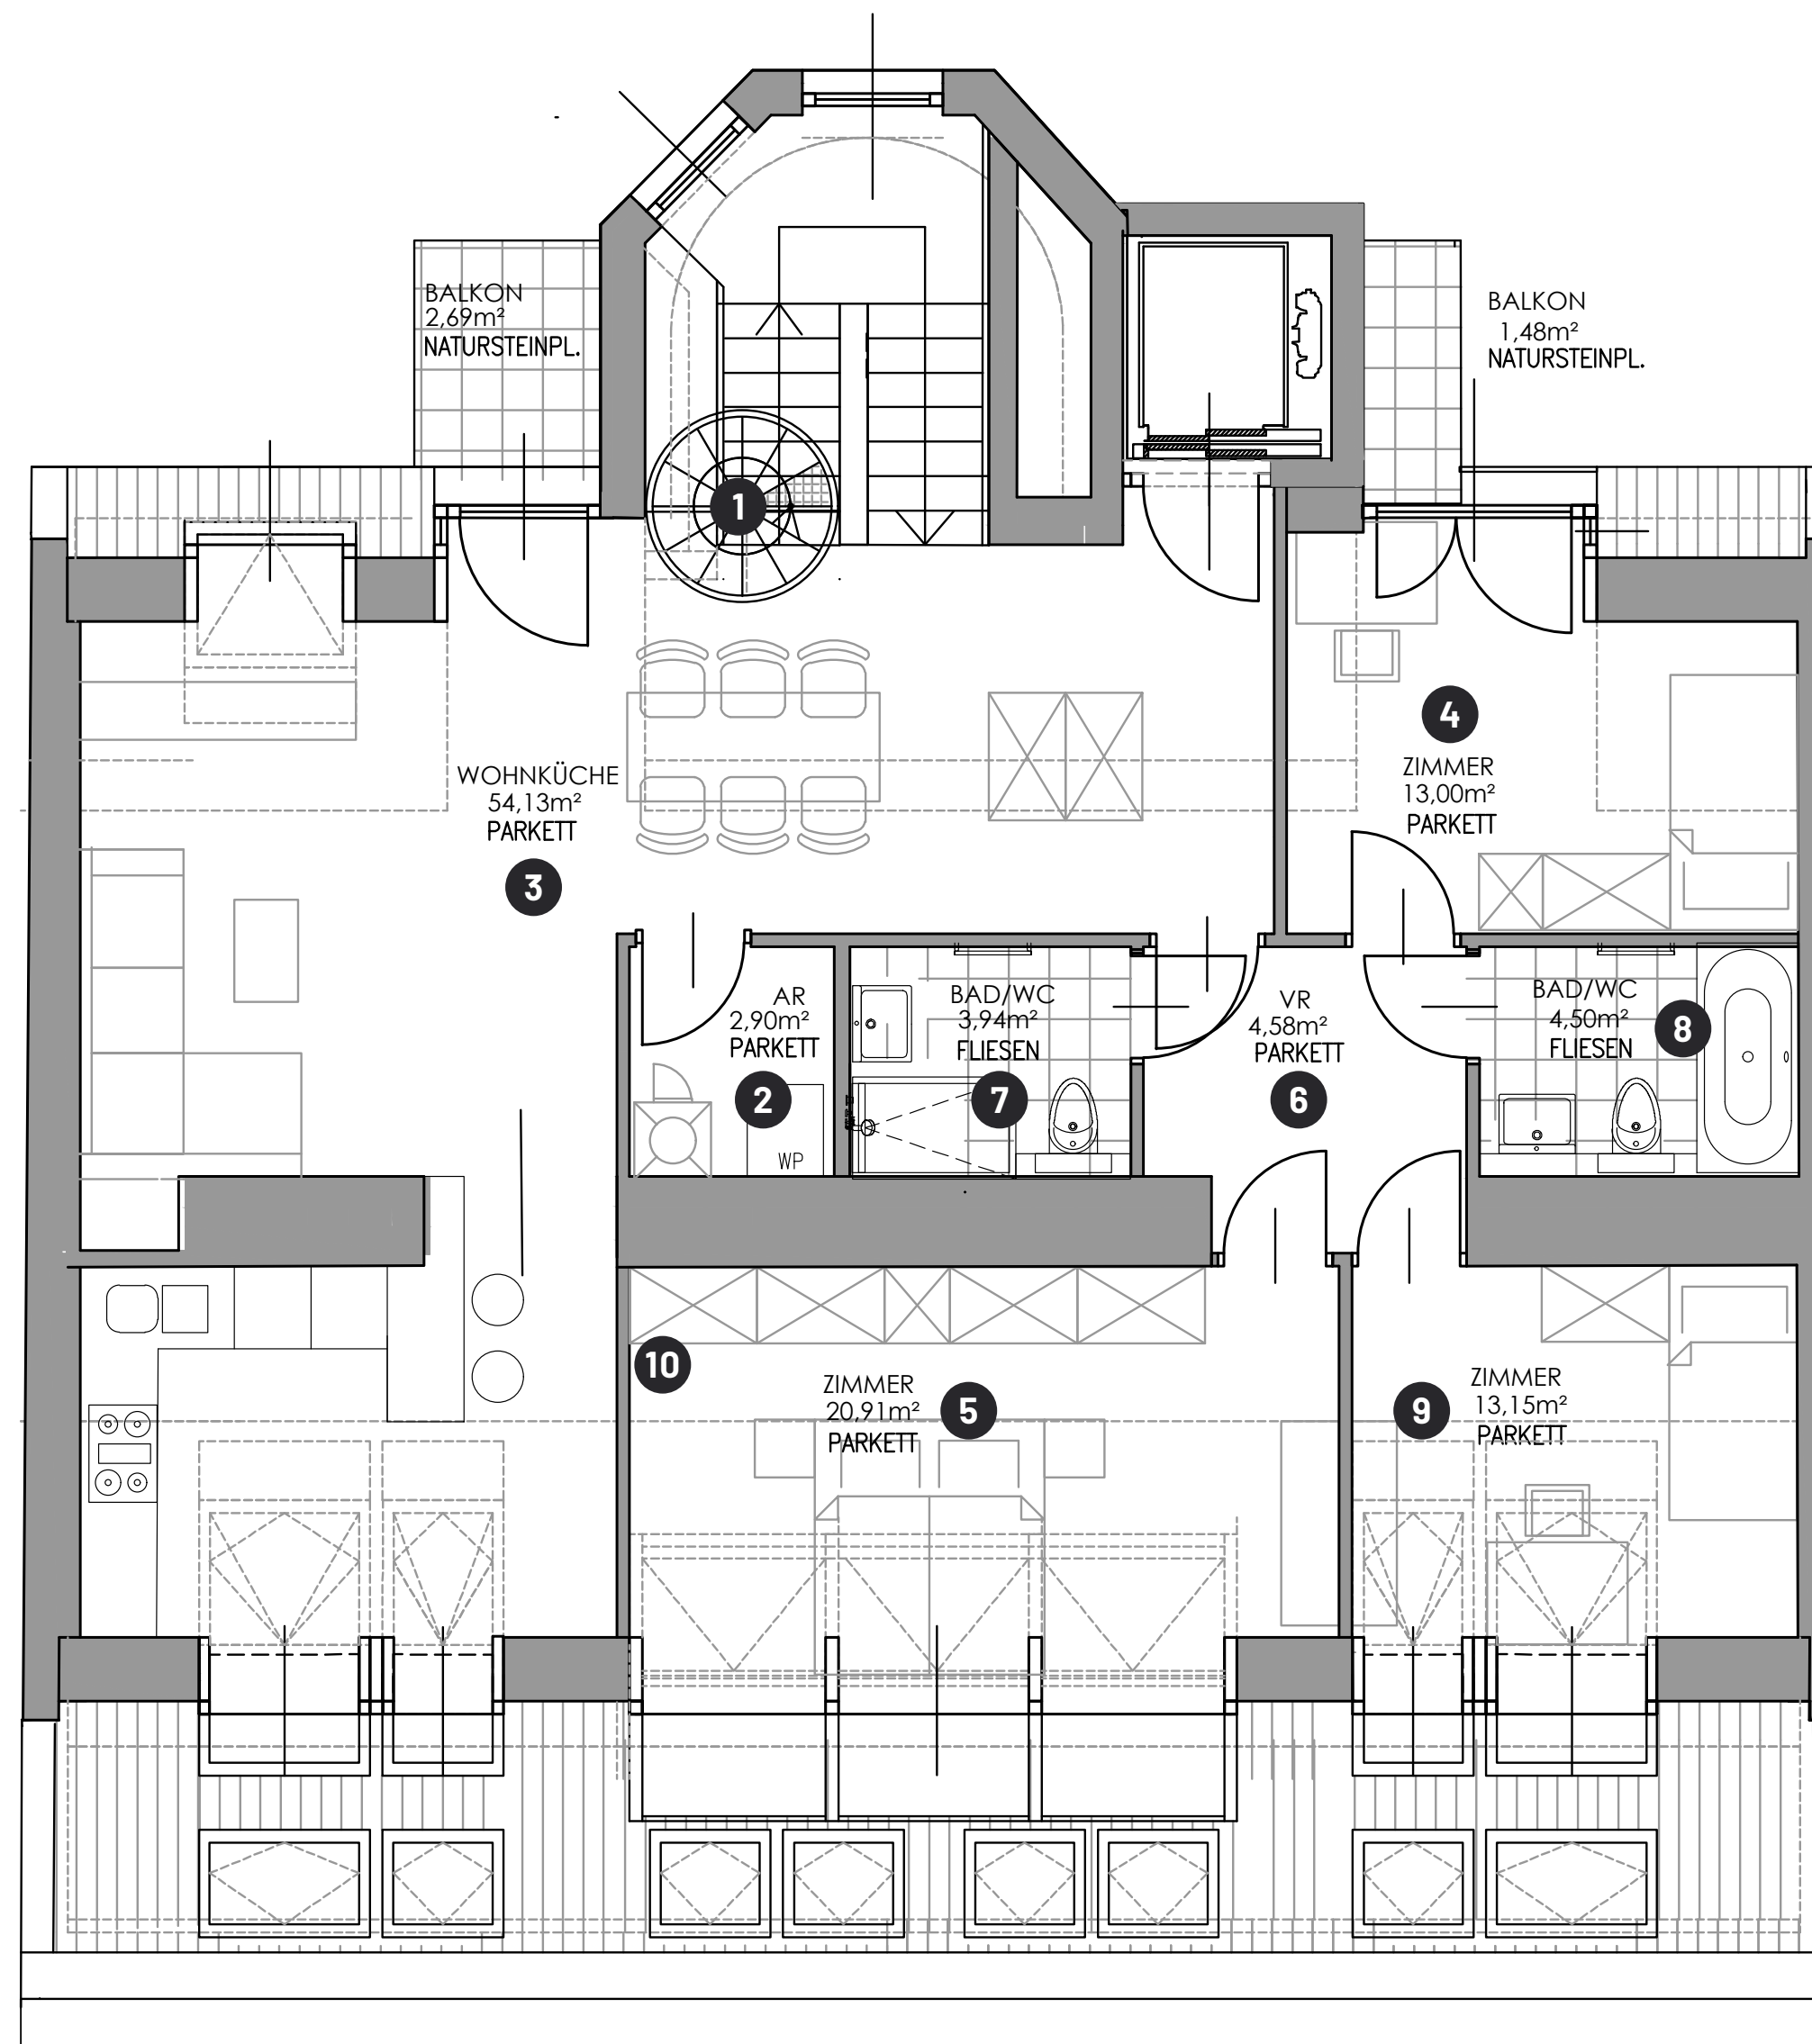 BALKON
2,69m²
NATURSTEINPL.
BALKON
1,48m²
NATURSTEINPL.
1
4
ZIMMER
13,00m²
PARKETT
WOHNKÜCHE
54,13m²
PARKETT
3
AR
2,90m²
PARKETT
2
WP
BAD/WC
3,94m²
FLIESEN
7
VR
4,58m²
PARKETT
6
BAD/WC
4,50m²
FLIESEN
8
10
ZIMMER
20,91m²
PARKETT
5
9
ZIMMER
13,15m²
PARKETT